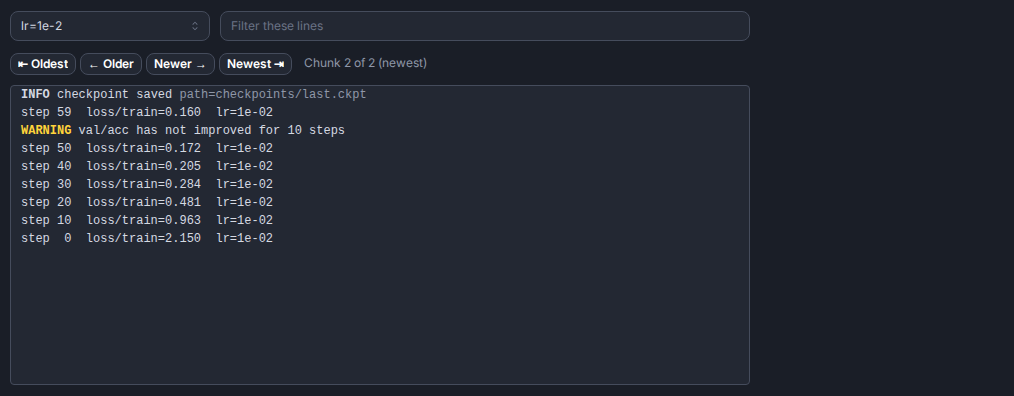 lr=1e-2
Filter these lines
⇤ Oldest ← Older Newer → Newest ⇥ Chunk 2 of 2 (newest)
INFO checkpoint saved path=checkpoints/last.ckpt
step 59  loss/train=0.160  lr=1e-02
WARNING val/acc has not improved for 10 steps
step 50  loss/train=0.172  lr=1e-02
step 40  loss/train=0.205  lr=1e-02
step 30  loss/train=0.284  lr=1e-02
step 20  loss/train=0.481  lr=1e-02
step 10  loss/train=0.963  lr=1e-02
step  0  loss/train=2.150  lr=1e-02